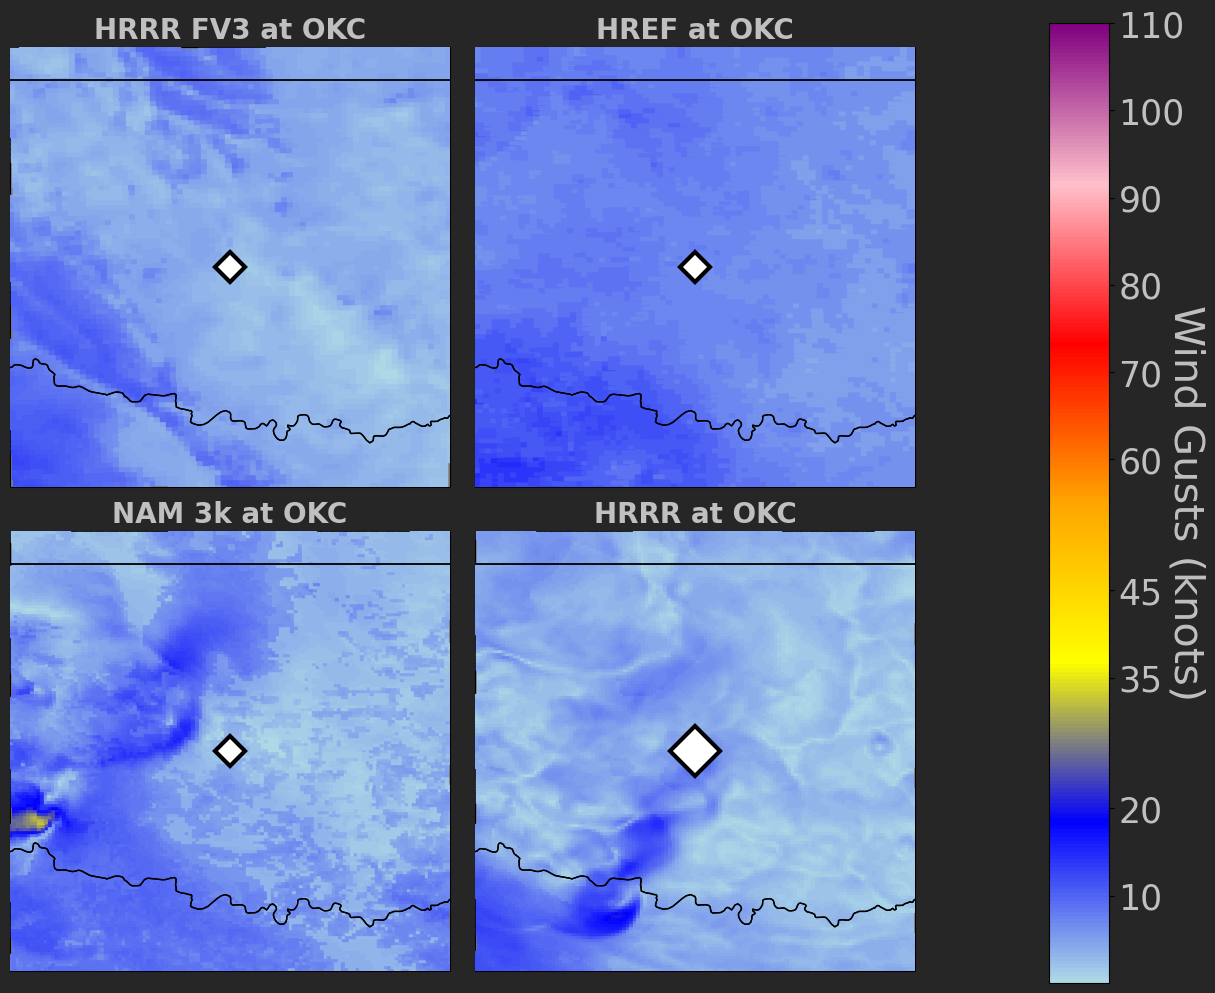 HRRR FV3 at OKC
HREF at OKC
NAM 3k at OKC
HRRR at OKC
110
100
90
80
70
60
45
35
20
10
Wind Gusts (knots)